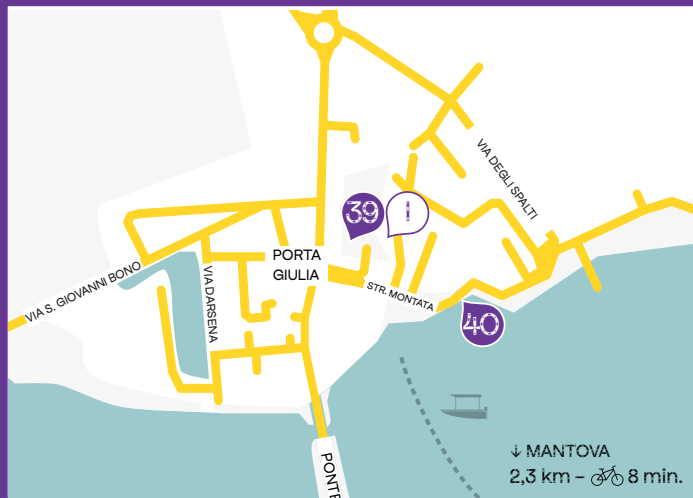 VIA DEGLI SPALTI
39
i
PORTA
GIULIA
VIA S. GIOVANNI BONO
VIA DARSENA
STR. MONTATA
40
PONTE
↓ MANTOVA
2,3 km – 8 min.